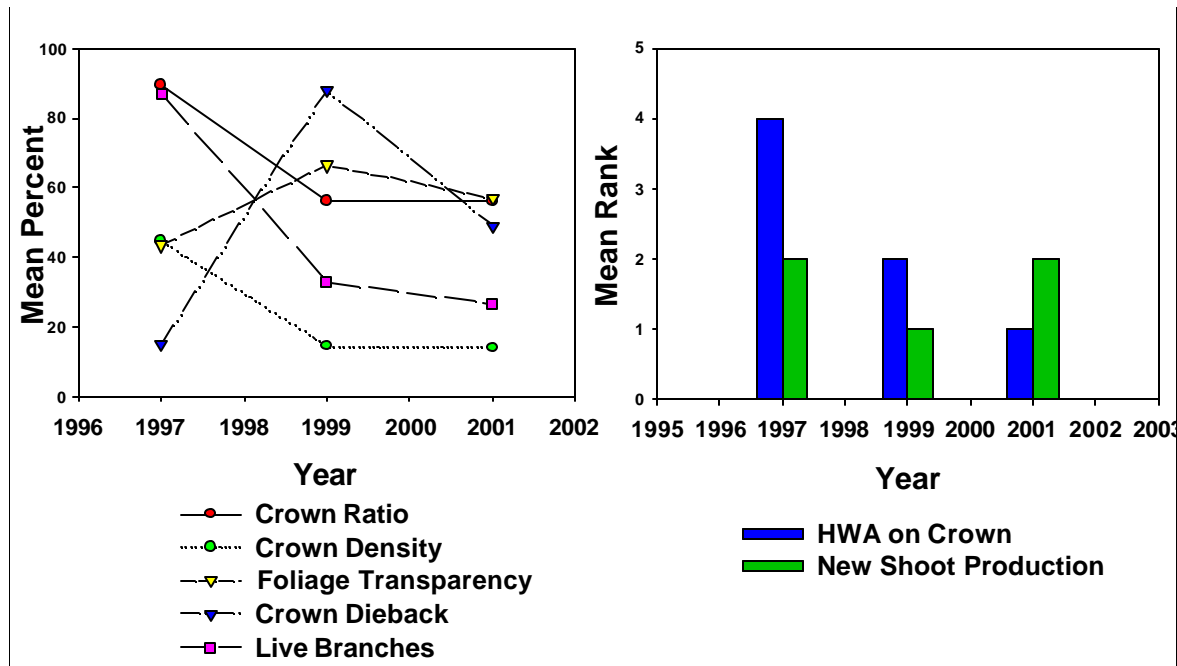 Mean Percent
100
80
60
40
20
0
1996 1997 1998 1999 2000 2001 2002
Year
Crown Ratio
Crown Density
Foliage Transparency
Crown Dieback
Live Branches
Mean Rank
5
4
3
2
1
0
1995 1996 1997 1998 1999 2000 2001 2002 2003
Year
HWA on Crown
New Shoot Production